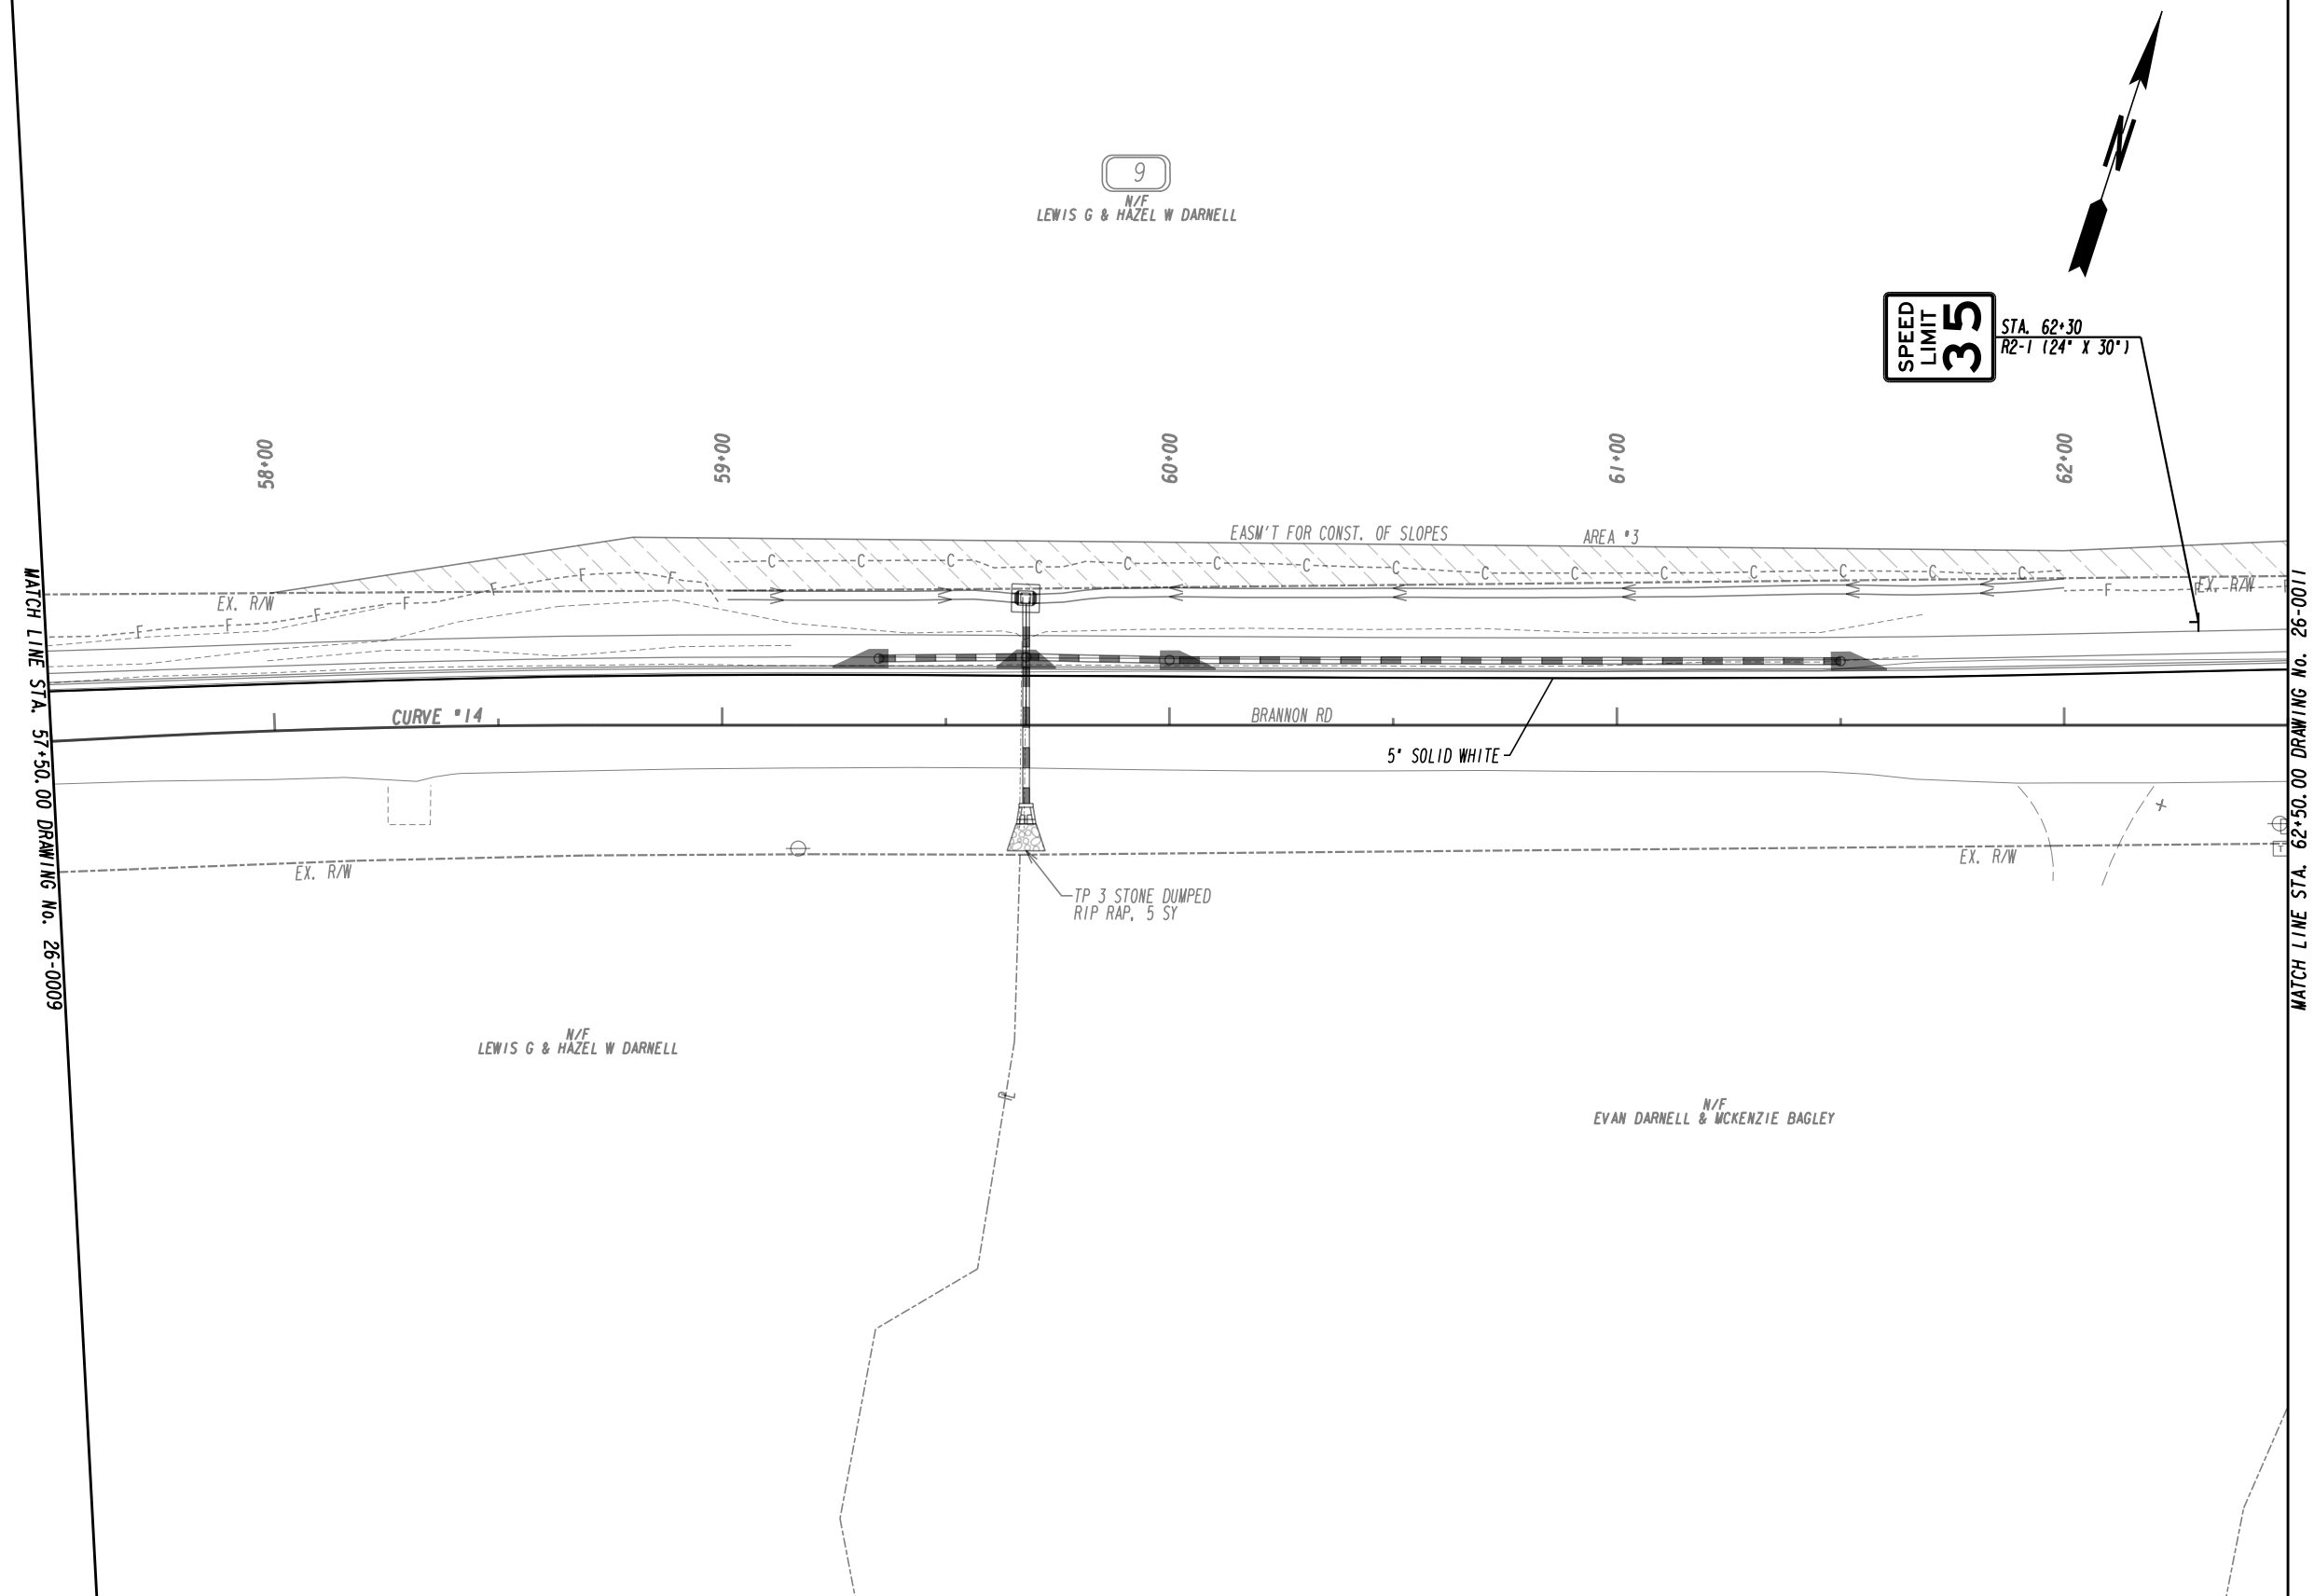 9
N/F
LEWIS G & HAZEL W DARNELL
SPEED
LIMIT
35
STA. 62+30
R2-1 (24" X 30")
58+00
59+00
60+00
61+00
62+00
EASM'T FOR CONST. OF SLOPES
AREA #3
C C C C C C C C C C C C C C C
F F F F F F F
F
EX. R/W
EX. R/W
CURVE #14
BRANNON RD
5" SOLID WHITE
EX. R/W
EX. R/W
TP 3 STONE DUMPED
RIP RAP, 5 SY
N/F
LEWIS G & HAZEL W DARNELL
N/F
EVAN DARNELL & MCKENZIE BAGLEY
MATCH LINE STA. 57+50.00 DRAWING No. 26-0009
MATCH LINE STA. 62+50.00 DRAWING No. 26-0011
N
T